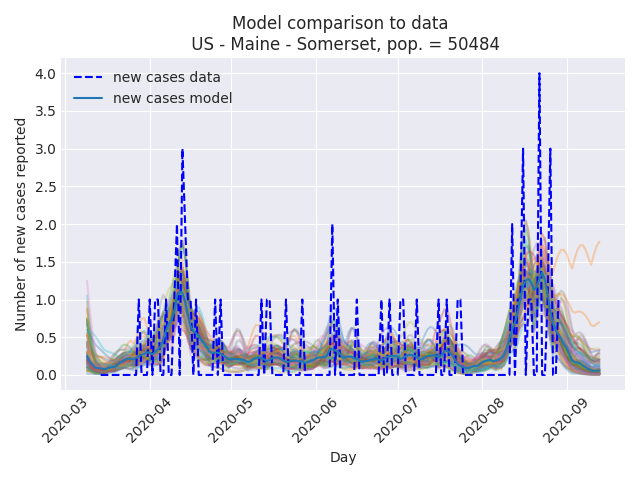 Model comparison to data
US - Maine - Somerset, pop. = 50484
new cases data
new cases model
Number of new cases reported
4.0
3.5
3.0
2.5
2.0
1.5
1.0
0.5
0.0
2020-03
2020-04
2020-05
2020-06
2020-07
2020-08
2020-09
Day